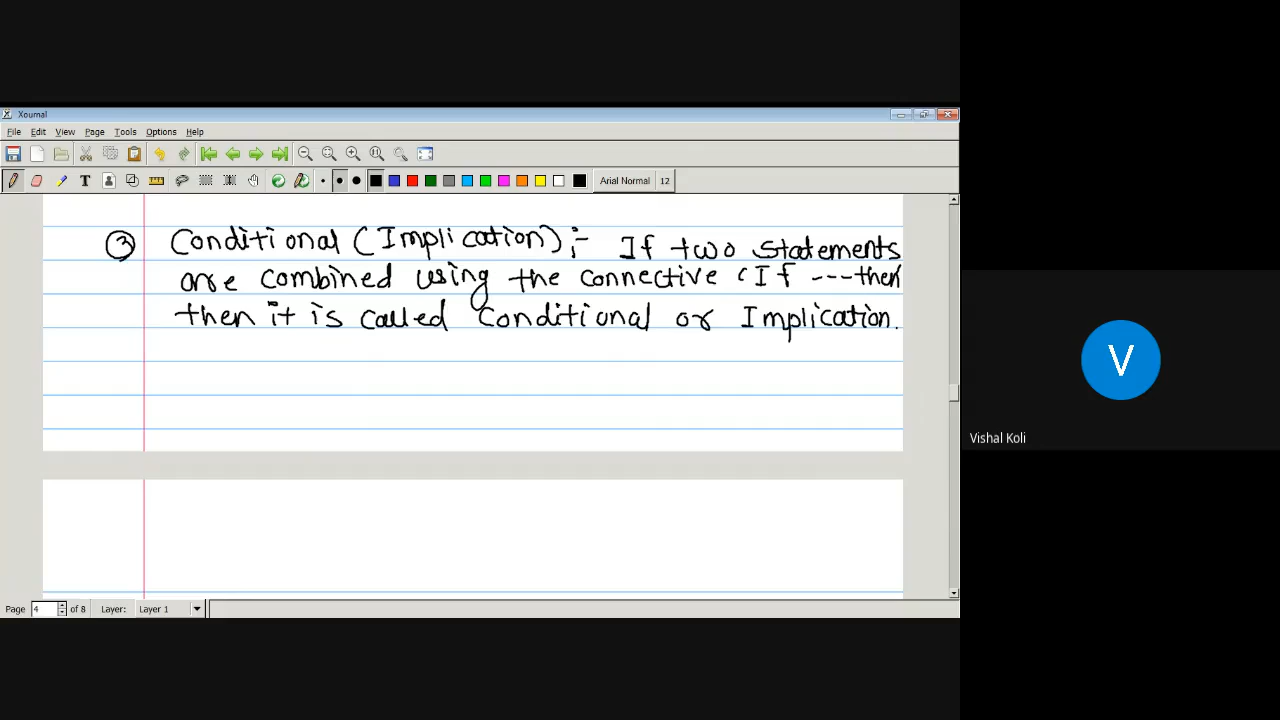 Xournal
File Edit View Page Tools Options Help
T Arial Normal 12
③ Conditional (Implication) :- If two statements
are combined using the connective (If ---then
then it is called conditional or Implication.
V
Vishal Koli
Page 4 of 8 Layer: Layer 1